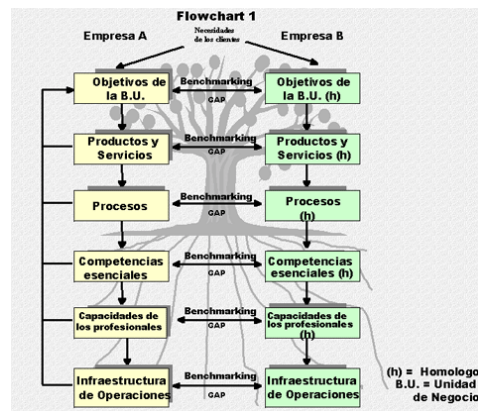 Flowchart 1
Empresa A
Necesidades
de los clientes
Empresa B
Objetivos de
la B.U.
Benchmarking
GAP
Objetivos de
la B.U. (h)
Productos y
Servicios
Benchmarking
GAP
Productos y
Servicios (h)
Procesos
Benchmarking
GAP
Procesos
(h)
Competencias
esenciales
Benchmarking
GAP
Competencias
esenciales (h)
Capacidades de
los profesionales
Benchmarking
GAP
Capacidades de
los profesionales
(h)
Infraestructura
de Operaciones
Benchmarking
GAP
Infraestructura
de Operaciones
(h) = Homologo
B.U. = Unidad
de Negocio